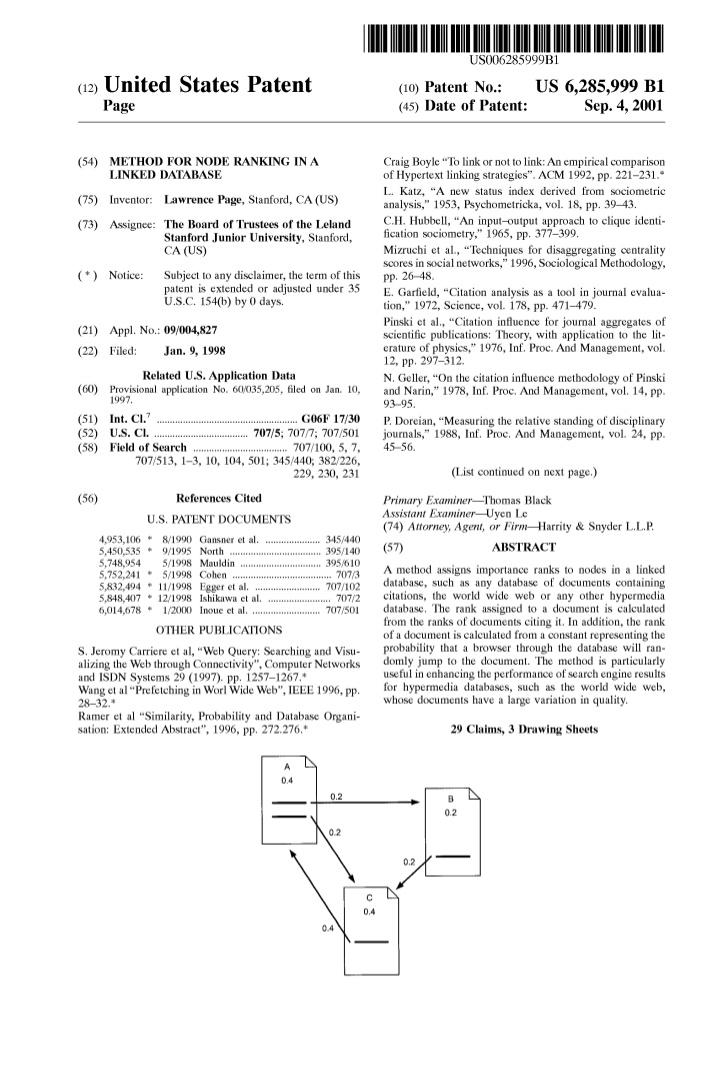 US006285999B1
(12) United States Patent
Page
(10) Patent No.: US 6,285,999 B1
(45) Date of Patent: Sep. 4, 2001
(54) METHOD FOR NODE RANKING IN A
LINKED DATABASE
(75) Inventor: Lawrence Page, Stanford, CA (US)
(73) Assignee: The Board of Trustees of the Leland
Stanford Junior University, Stanford,
CA (US)
( * ) Notice: Subject to any disclaimer, the term of this
patent is extended or adjusted under 35
U.S.C. 154(b) by 0 days.
(21) Appl. No.: 09/004,827
(22) Filed: Jan. 9, 1998
Related U.S. Application Data
(60) Provisional application No. 60/035,205, filed on Jan. 10,
1997.
(51) Int. Cl.7 ................................................. G06F 17/30
(52) U.S. Cl. ................................. 707/5; 707/7; 707/501
(58) Field of Search ................................. 707/100, 5, 7,
707/513, 1–3, 10, 104, 501; 345/440; 382/226,
229, 230, 231
(56) References Cited
U.S. PATENT DOCUMENTS
4,953,106 * 8/1990 Gansner et al. ..................... 345/440
5,450,535 * 9/1995 North .................................. 395/140
5,748,954 5/1998 Mauldin .............................. 395/610
5,752,241 * 5/1998 Cohen .................................... 707/3
5,832,494 * 11/1998 Egger et al. .......................... 707/102
5,848,407 * 12/1998 Ishikawa et al. ........................ 707/2
6,014,678 * 1/2000 Inoue et al. .......................... 707/501
OTHER PUBLICATIONS
S. Jeromy Carriere et al, “Web Query: Searching and Visu-
alizing the Web through Connectivity”, Computer Networks
and ISDN Systems 29 (1997). pp. 1257–1267.*
Wang et al “Prefetching in Worl Wide Web”, IEEE 1996, pp.
28–32.*
Ramer et al “Similarity, Probability and Database Organi-
sation: Extended Abstract”, 1996, pp. 272.276.*
Craig Boyle “To link or not to link: An empirical comparison
of Hypertext linking strategies”. ACM 1992, pp. 221–231.*
L. Katz, “A new status index derived from sociometric
analysis,” 1953, Psychometricka, vol. 18, pp. 39–43.
C.H. Hubbell, “An input–output approach to clique identi-
fication sociometry,” 1965, pp. 377–399.
Mizruchi et al., “Techniques for disaggregating centrality
scores in social networks,” 1996, Sociological Methodology,
pp. 26–48.
E. Garfield, “Citation analysis as a tool in journal evalua-
tion,” 1972, Science, vol. 178, pp. 471–479.
Pinski et al., “Citation influence for journal aggregates of
scientific publications: Theory, with application to the lit-
erature of physics,” 1976, Inf. Proc. And Management, vol.
12, pp. 297–312.
N. Geller, “On the citation influence methodology of Pinski
and Narin,” 1978, Inf. Proc. And Management, vol. 14, pp.
93–95.
P. Doreian, “Measuring the relative standing of disciplinary
journals,” 1988, Inf. Proc. And Management, vol. 24, pp.
45–56.
(List continued on next page.)
Primary Examiner—Thomas Black
Assistant Examiner—Uyen Le
(74) Attorney, Agent, or Firm—Harrity & Snyder L.L.P.
(57) ABSTRACT
A method assigns importance ranks to nodes in a linked
database, such as any database of documents containing
citations, the world wide web or any other hypermedia
database. The rank assigned to a document is calculated
from the ranks of documents citing it. In addition, the rank
of a document is calculated from a constant representing the
probability that a browser through the database will ran-
domly jump to the document. The method is particularly
useful in enhancing the performance of search engine results
for hypermedia databases, such as the world wide web,
whose documents have a large variation in quality.
29 Claims, 3 Drawing Sheets
A
0.4
0.2
B
0.2
0.2
0.2
C
0.4
0.4